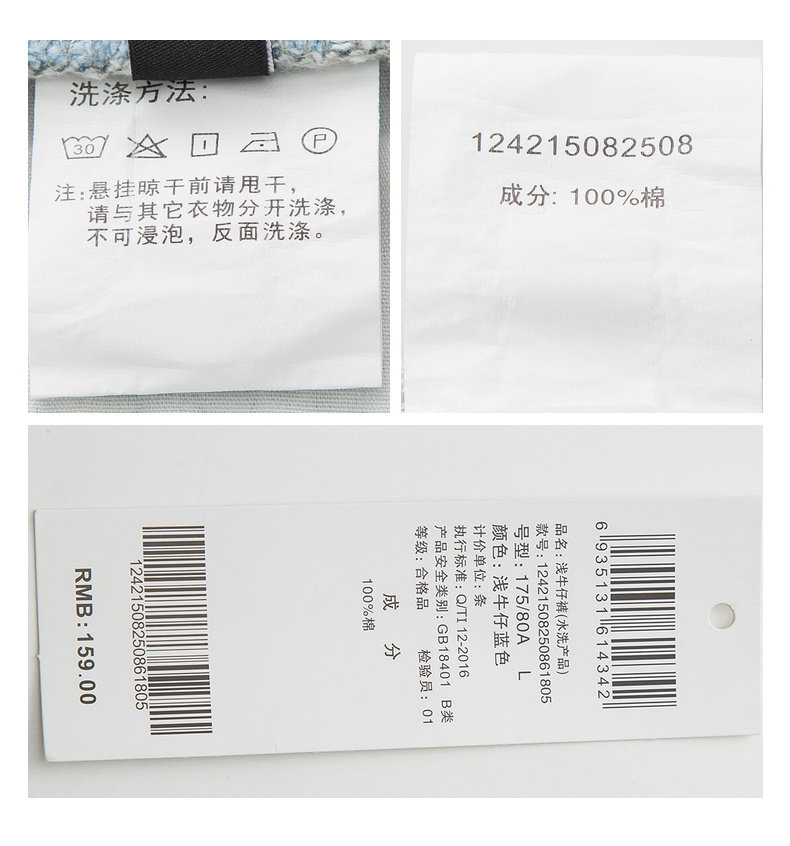 洗涤方法:
30
P
注:悬挂晾干前请甩干,
请与其它衣物分开洗涤,
不可浸泡, 反面洗涤。
124215082508
成分: 100%棉
6 935131 614342
品名: 浅牛仔裤(水洗产品)
款号: 12421508250861805
号型: 175/80A L
颜色: 浅牛仔蓝色
计价单位: 条
执行标准: Q/TI 12-2016
产品安全类别: GB18401 B类
等级: 合格品 检验员: 01
成 分
100%棉
12421508250861805
RMB: 159.00